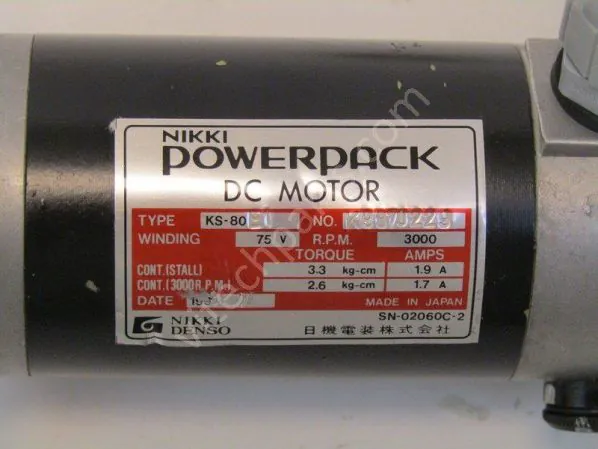 NIKKI
POWERPACK
DC MOTOR
TYPE KS-80 NO.
WINDING 75 V R.P.M. 3000
TORQUE AMPS
CONT.(STALL) 3.3 kg-cm 1.9 A
CONT.(3000R.P.M.) 2.6 kg-cm 1.7 A
DATE MADE IN JAPAN
NIKKI SN-02060C-2
DENSO 日機電装株式会社